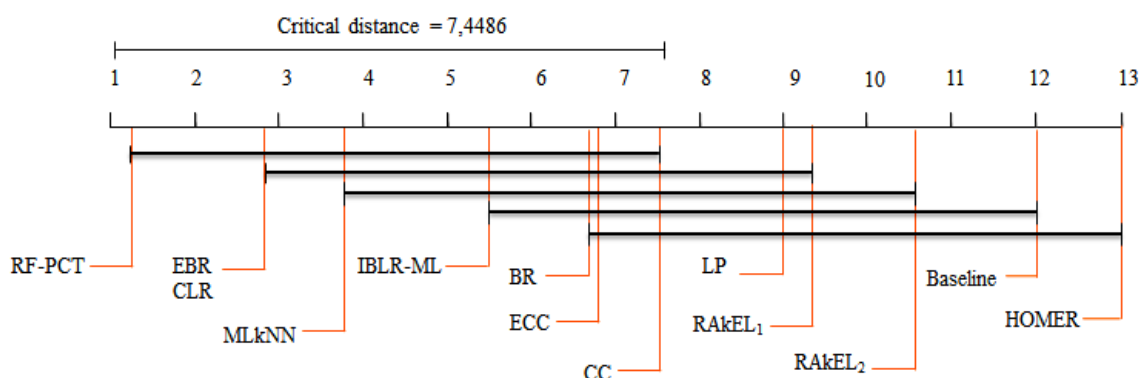 Critical distance = 7,4486
1 2 3 4 5 6 7 8 9 10 11 12 13
RF-PCT
EBR
CLR
MLkNN
IBLR-ML
BR
ECC
CC
LP
RAkEL₁
RAkEL₂
Baseline
HOMER